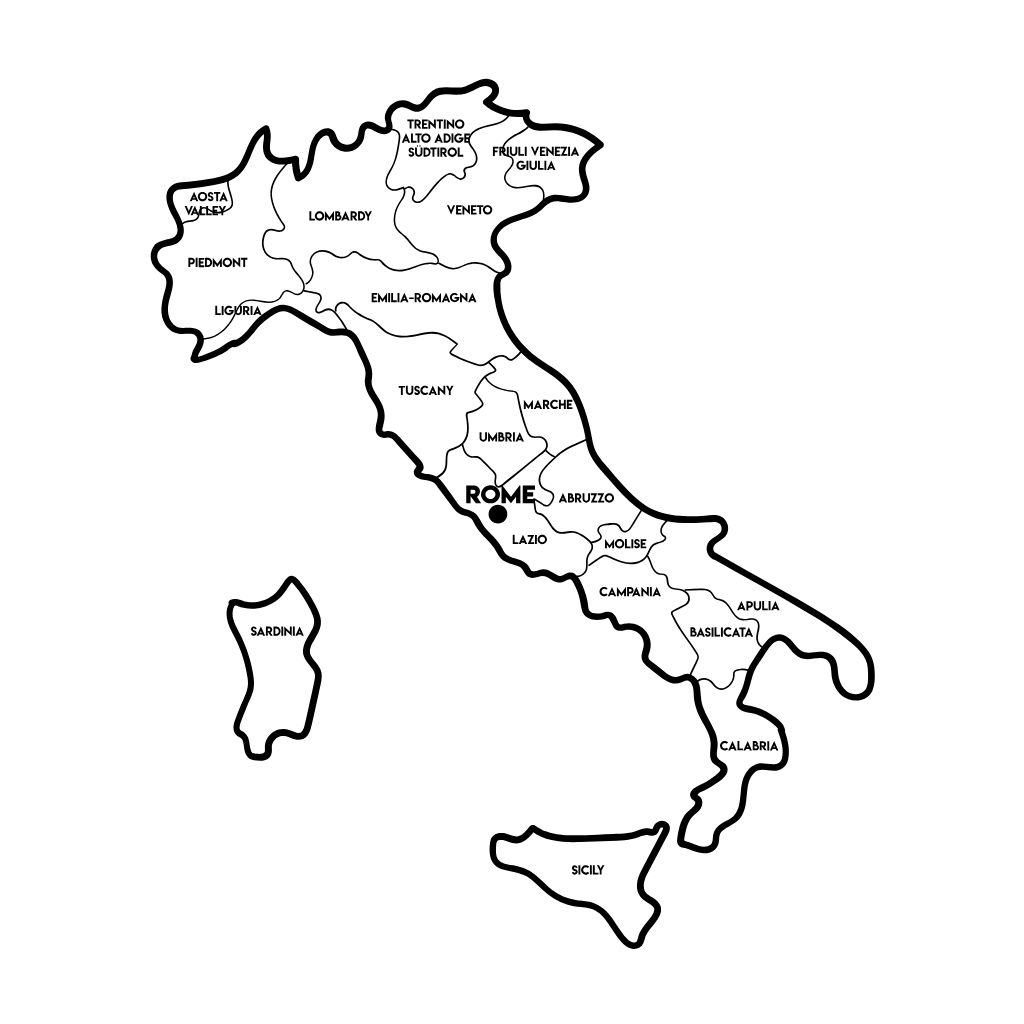 TRENTINO
ALTO ADIGE
SÜDTIROL
FRIULI VENEZIA
GIULIA
AOSTA
VALLEY
LOMBARDY
VENETO
PIEDMONT
EMILIA-ROMAGNA
LIGURIA
TUSCANY
MARCHE
UMBRIA
ROME
ABRUZZO
LAZIO
MOLISE
CAMPANIA
APULIA
BASILICATA
SARDINIA
CALABRIA
SICILY